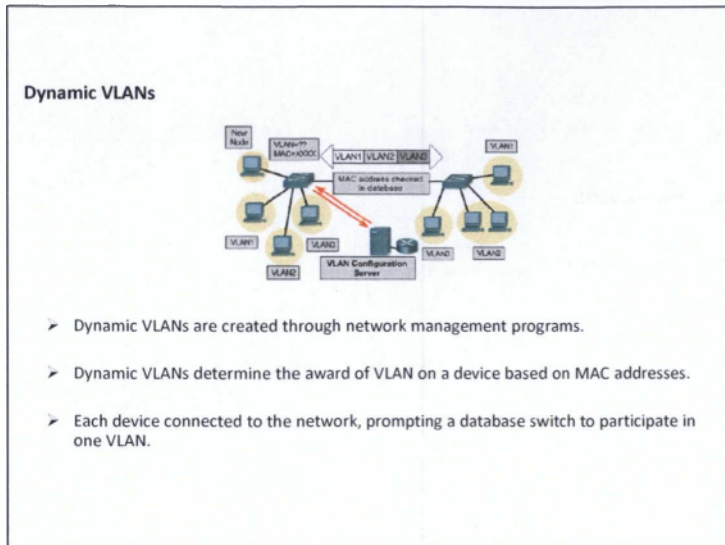 Dynamic VLANs
New
Node
VLAN=??
MAC=XXXX
VLAN1 VLAN2 VLAN3
VLAN1
MAC address checked
in database
VLAN1
VLAN3
VLAN2
VLAN Configuration
Server
➢ Dynamic VLANs are created through network management programs.
➢ Dynamic VLANs determine the award of VLAN on a device based on MAC addresses.
➢ Each device connected to the network, prompting a database switch to participate in
one VLAN.